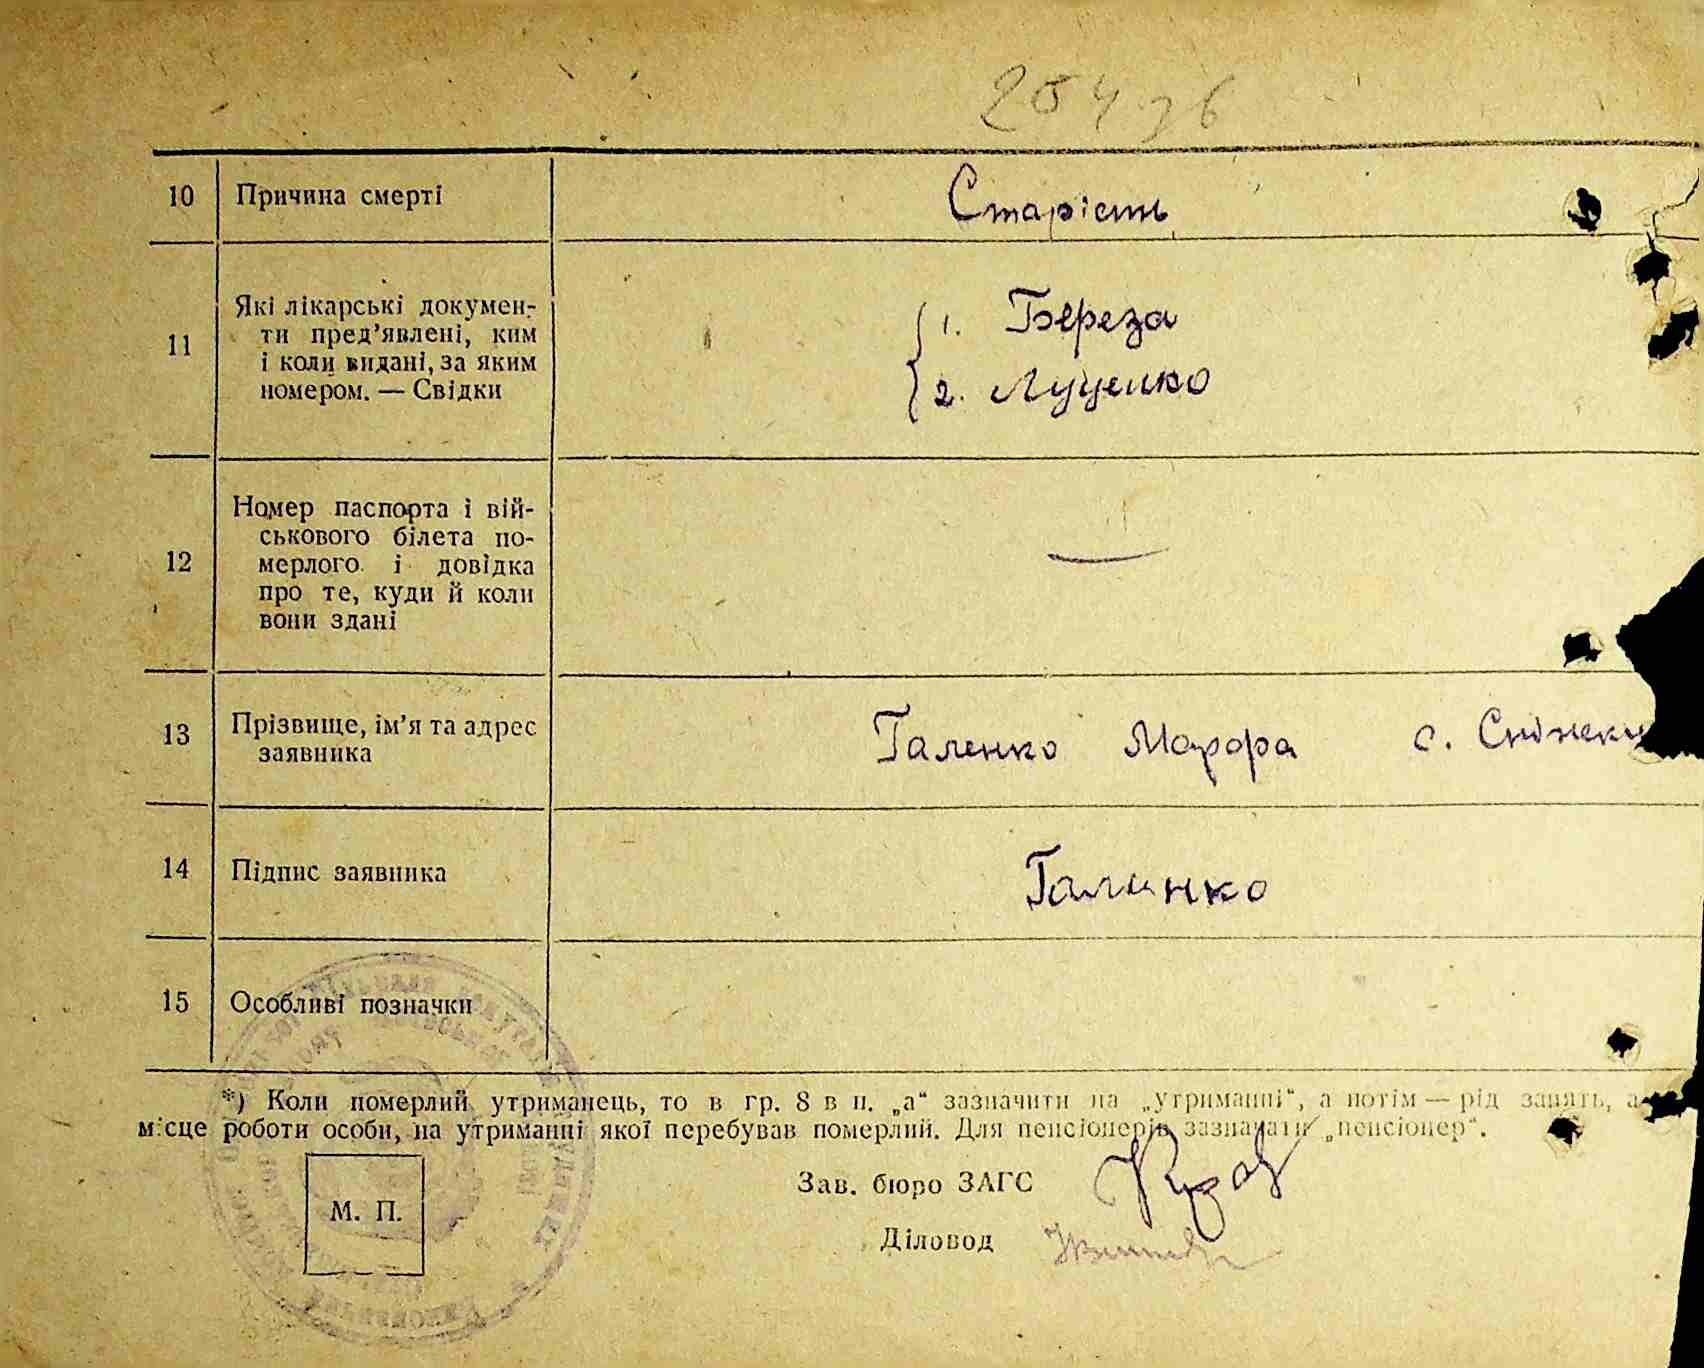 204 зв
10 Причина смерті Старість
11 Які лікарські документи
ти пред’явлені, ким
і коли видані, за яким
номером. — Свідки
1. Береза
2. Луценко
12 Номер паспорта і вій-
ськового білета по-
мерлого і довідка
про те, куди й коли
вони здані
—
13 Прізвище, ім’я та адрес
заявника
Галенко с.
14 Підпис заявника Галенко
15 Особливі позначки
*) Коли померлий утриманець, то в гр. 8 в п. „а“ зазначити на „утриманні“, а потім — рід занять, а
місце роботи особи, на утриманні якої перебував померлий. Для пенсіонерів зазначати „пенсіонер“.
М. П.
Зав. бюро ЗАГС
Діловод